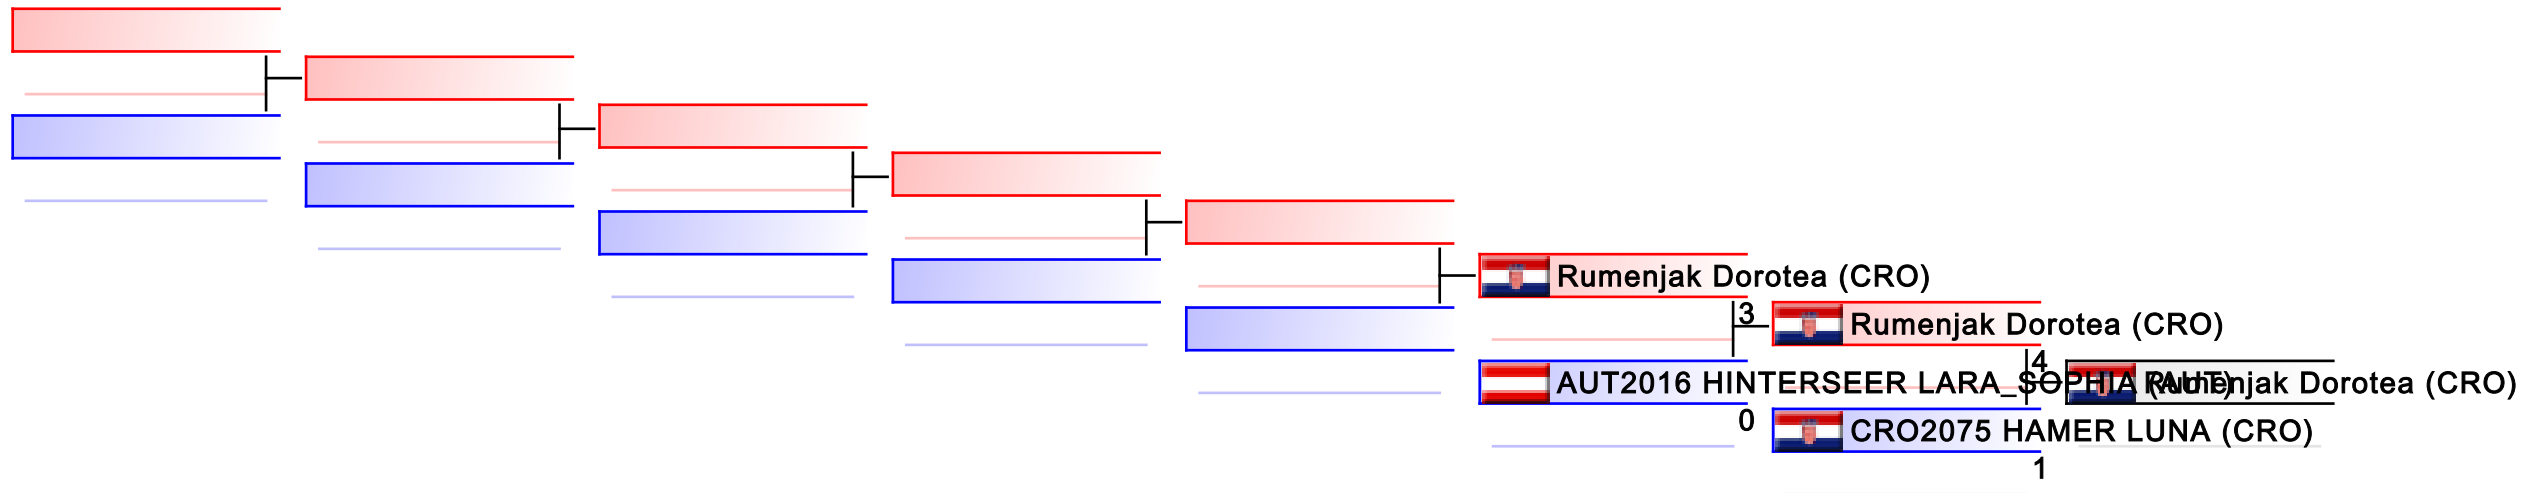 Rumenjak Dorotea (CRO)
3
Rumenjak Dorotea (CRO)
4
AUT2016 HINTERSEER LARA_SOPHIA (AUT)
Rumenjak Dorotea (CRO)
0
CRO2075 HAMER LUNA (CRO)
1